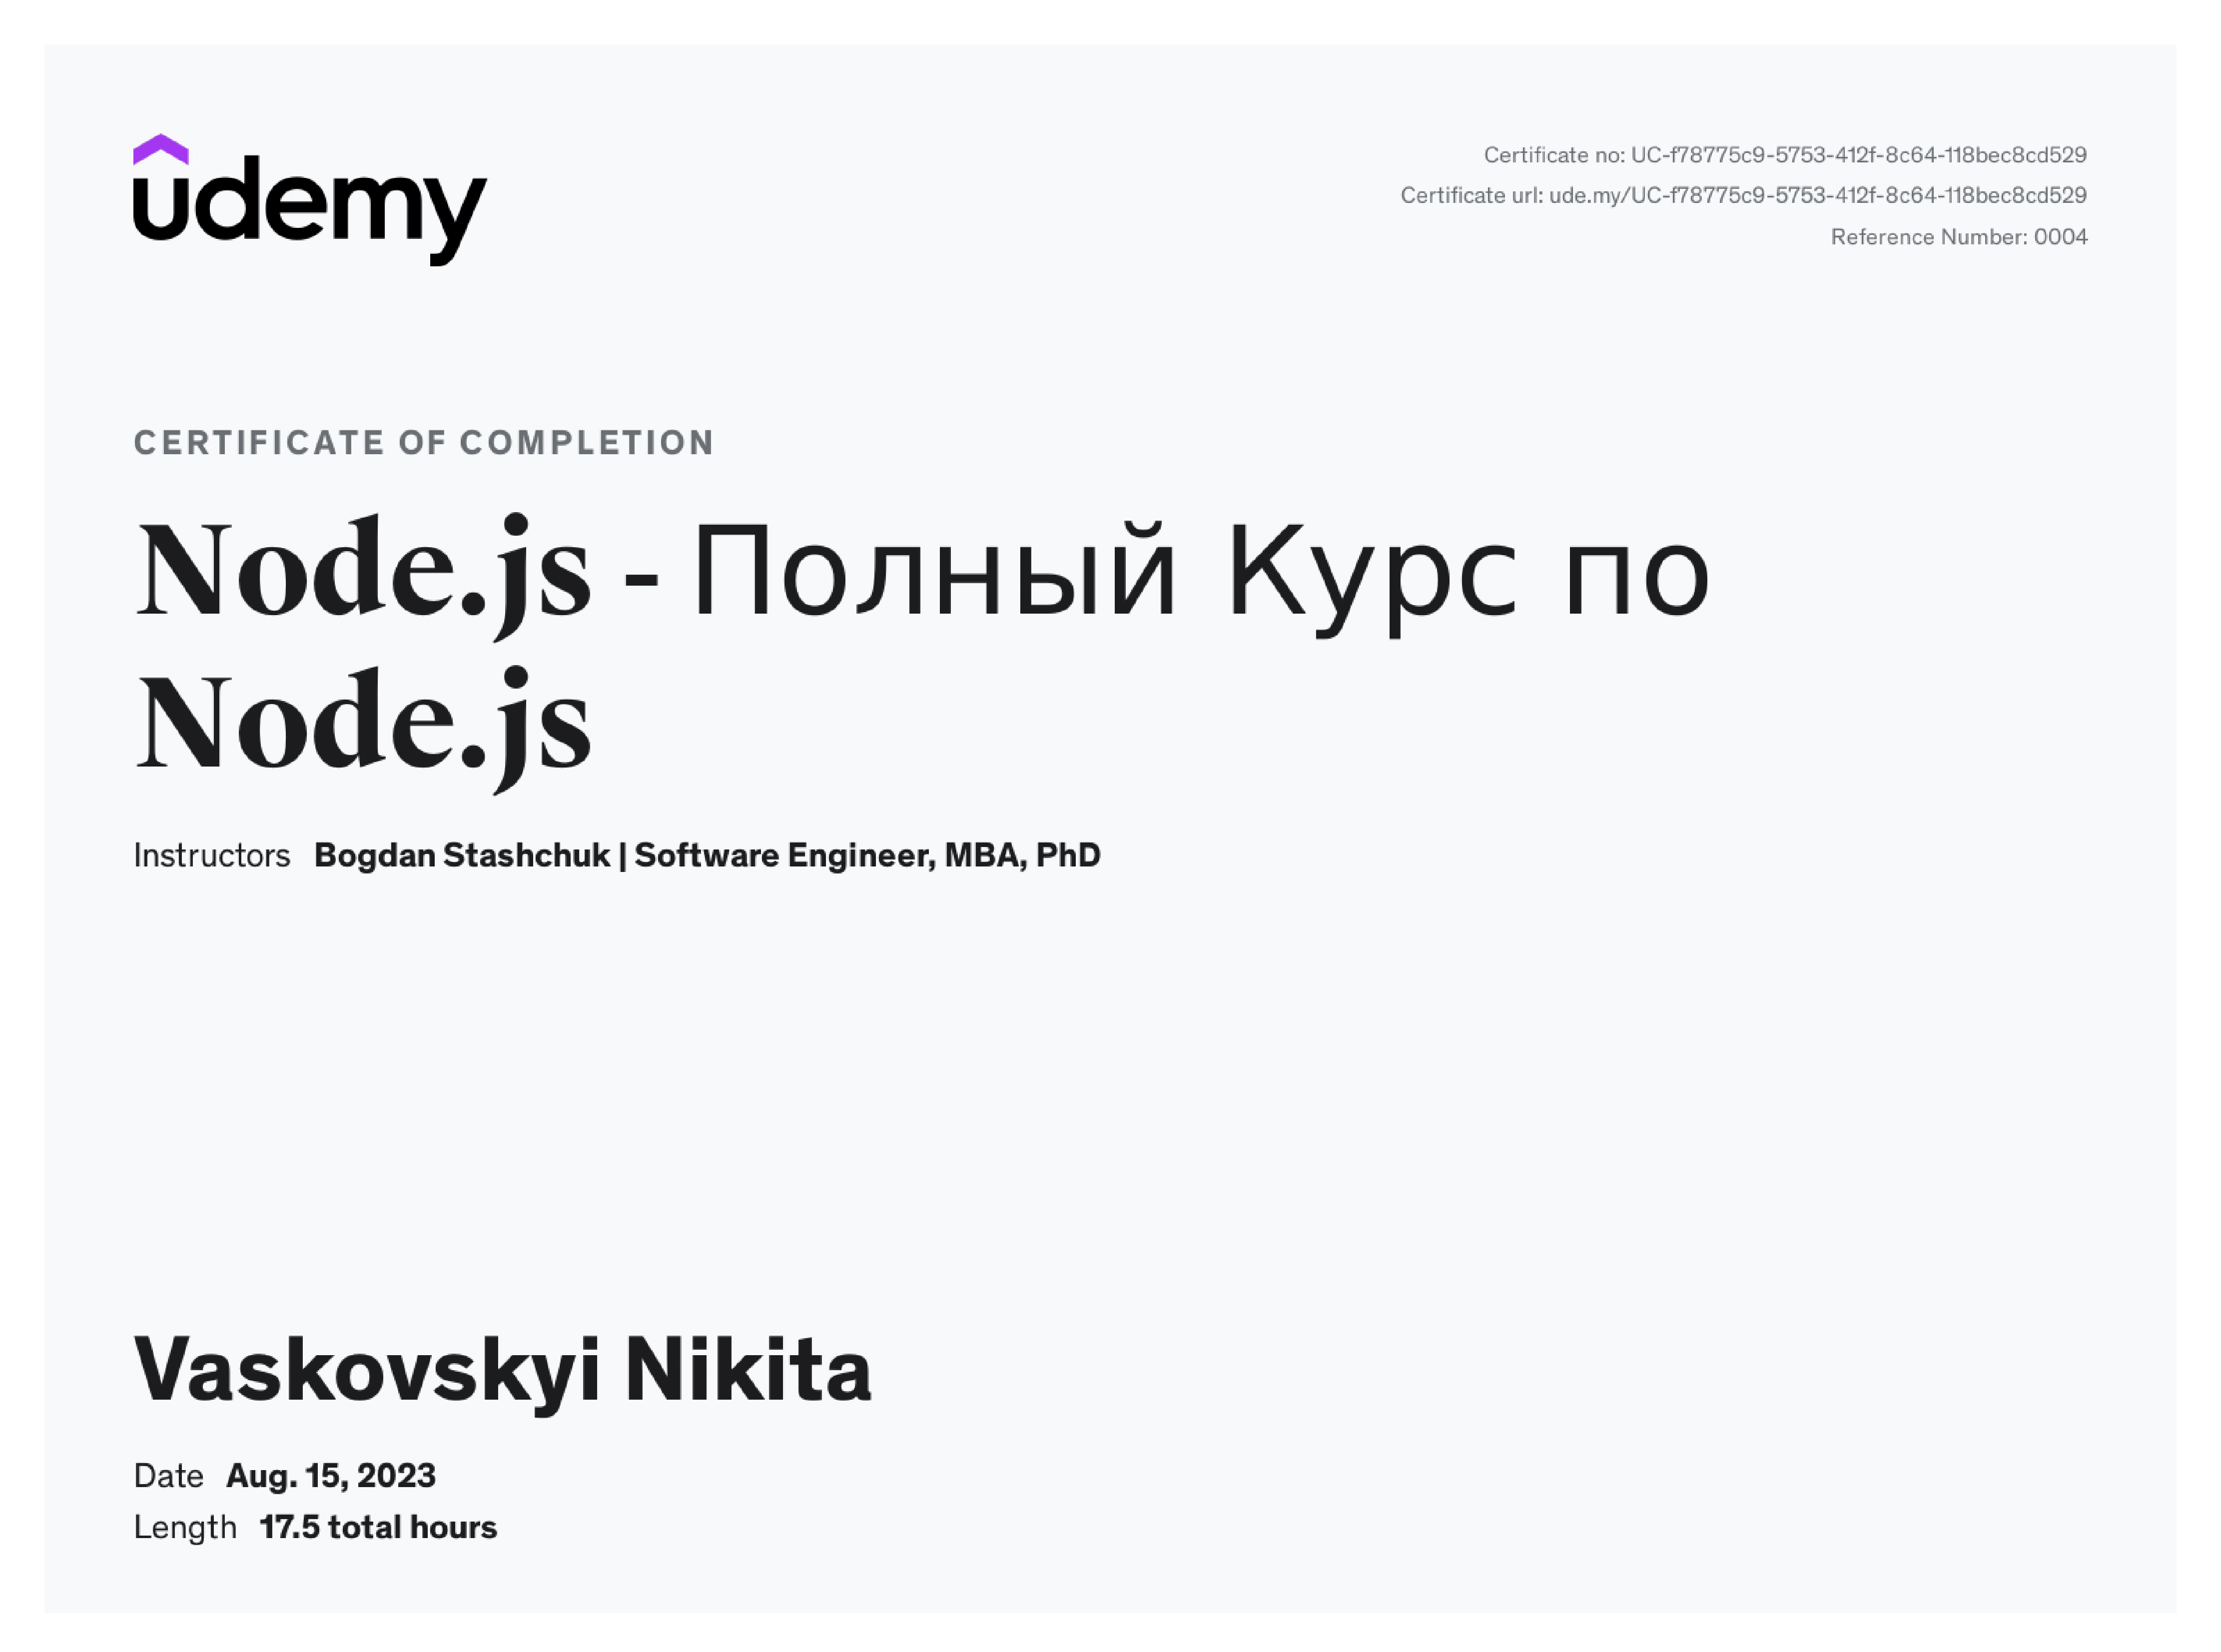 udemy
Certificate no: UC-f78775c9-5753-412f-8c64-118bec8cd529
Certificate url: ude.my/UC-f78775c9-5753-412f-8c64-118bec8cd529
Reference Number: 0004
CERTIFICATE OF COMPLETION
Node.js - Полный Курс по
Node.js
Instructors Bogdan Stashchuk | Software Engineer, MBA, PhD
Vaskovskyi Nikita
Date Aug. 15, 2023
Length 17.5 total hours